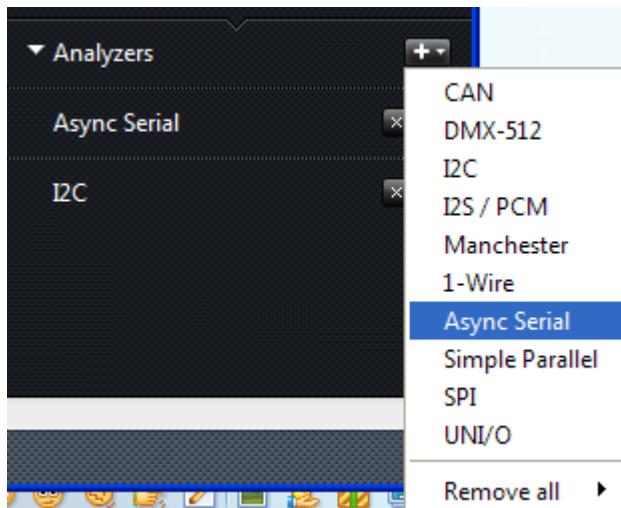 Analyzers
Async Serial
I2C
CAN
DMX-512
I2C
I2S / PCM
Manchester
1-Wire
Async Serial
Simple Parallel
SPI
UNI/O
Remove all